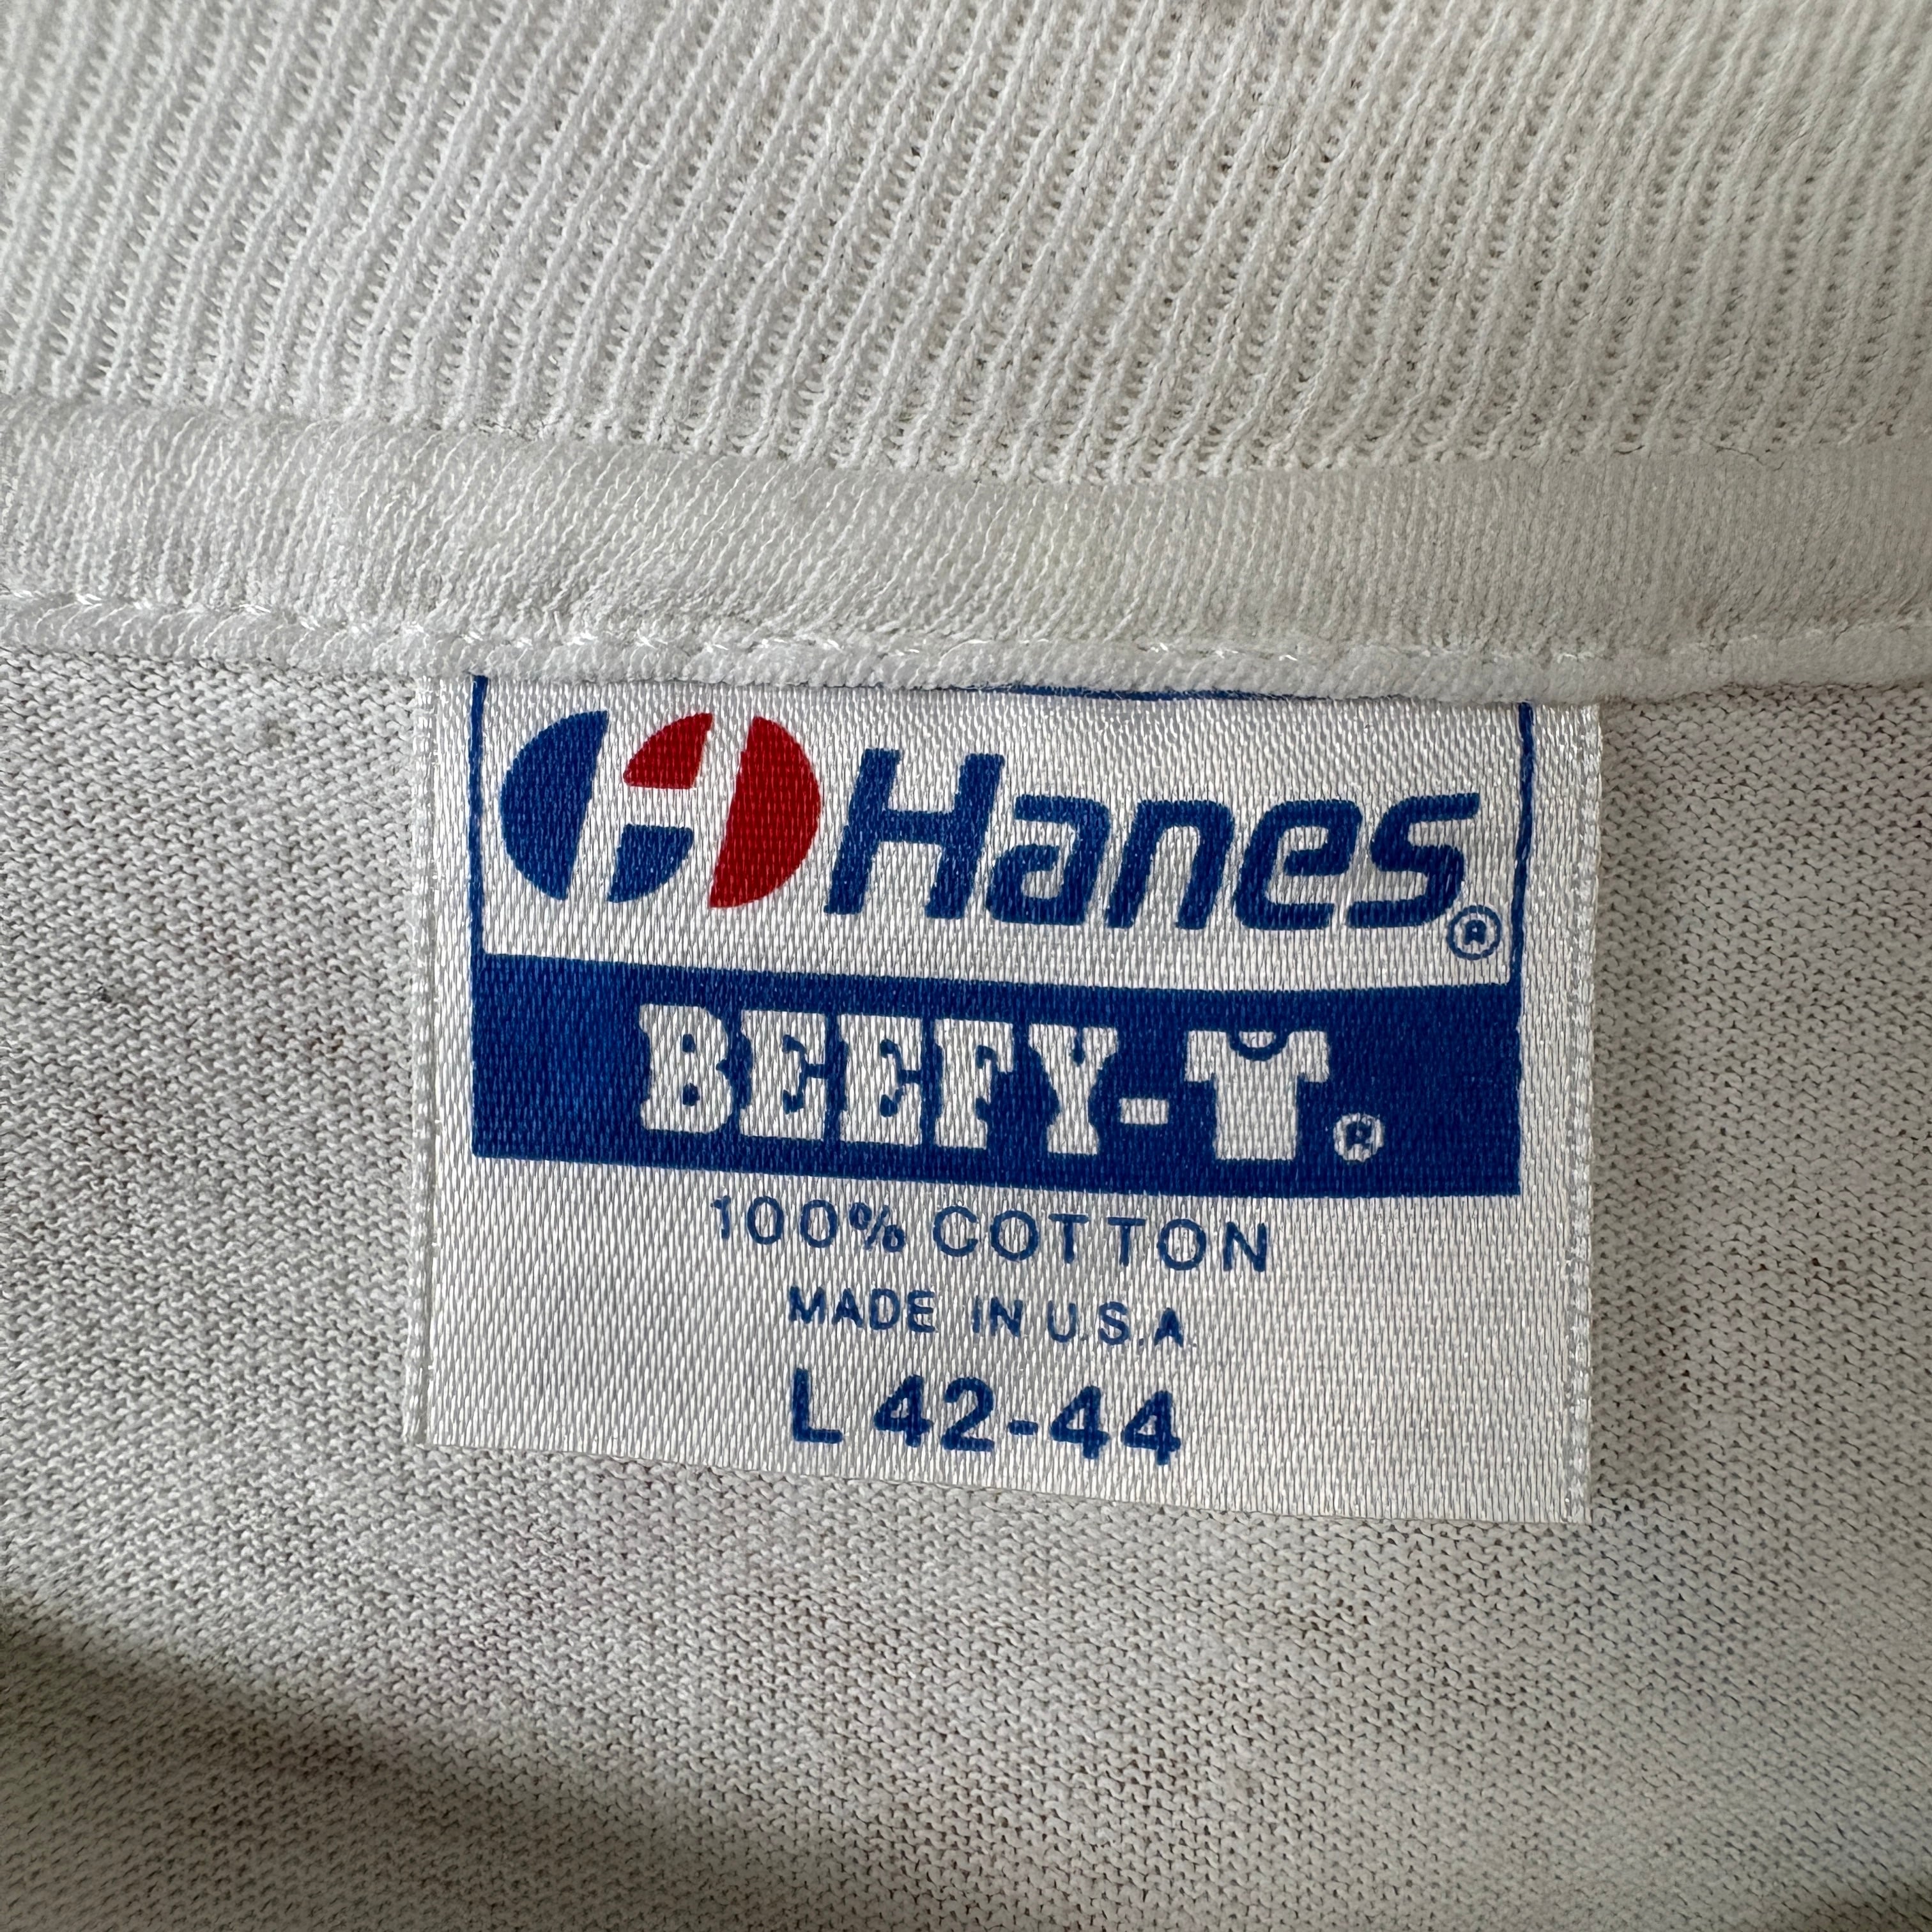 Hanes®
BEEFY-T®
100% COTTON
MADE IN U.S.A.
L 42-44